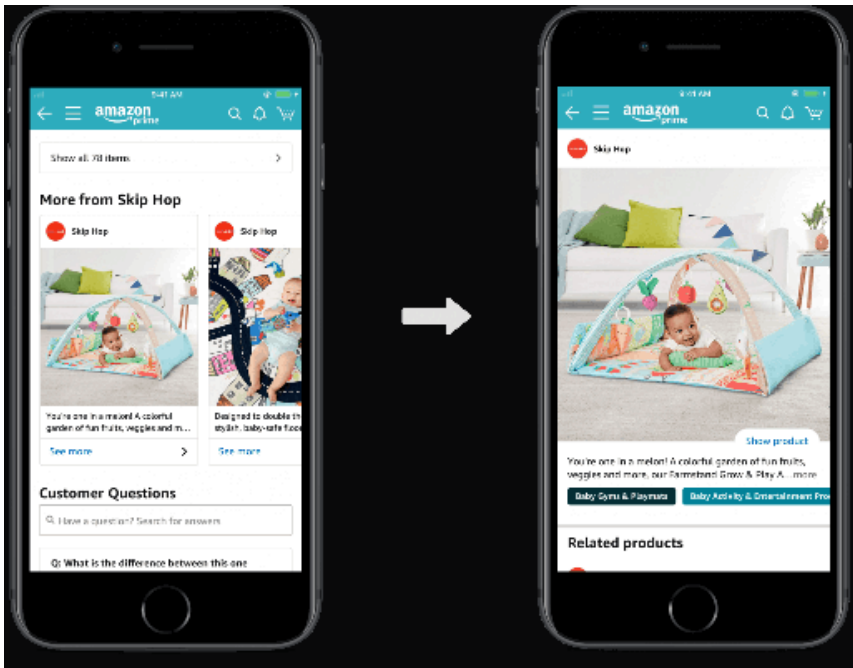 9:41 AM
amazon
prime
Show all 78 items
More from Skip Hop
Skip Hop
Skip Hop
You're one in a melon! A colorful
garden of fun fruits, veggies and m...
See more
Designed to double th
stylish, baby-safe floo
See more
Customer Questions
Have a question? Search for answers
Q: What is the difference between this one
9:41 AM
amazon
prime
Skip Hop
Show product
You're one in a melon! A colorful garden of fun fruits,
veggies and more, our Farmstand Grow & Play A... more
Baby Gyms & Playmats
Baby Activity & Entertainment Pro
Related products